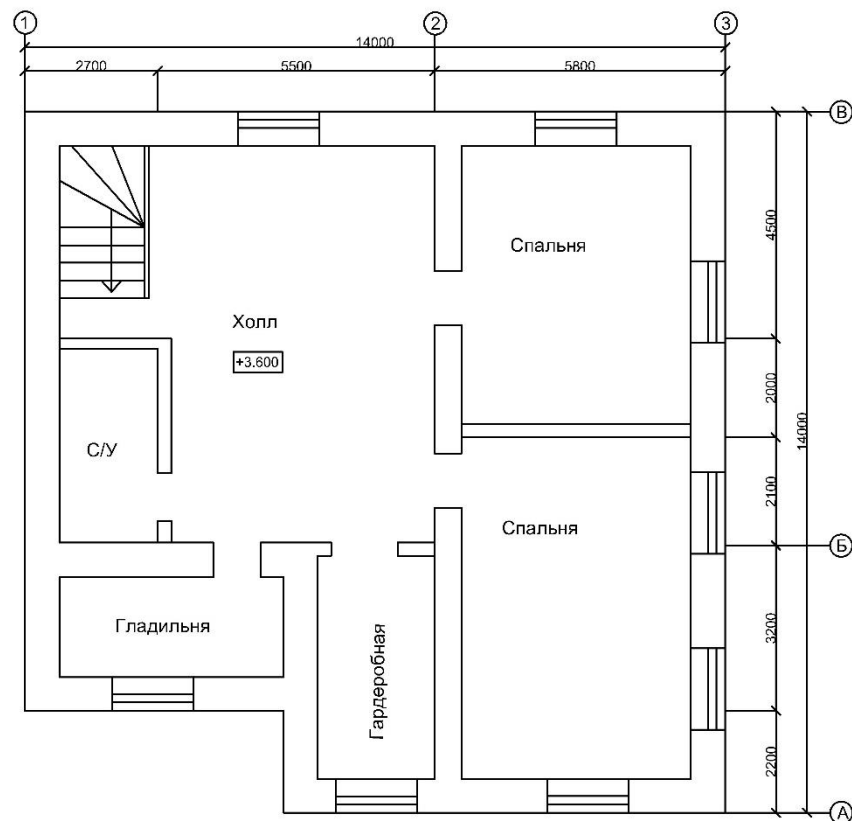 1
2
3
14000
2700
5500
5800
В
4500
Спальня
Холл
+3.600
2000
14000
С/У
2100
Спальня
Б
Гладильня
3200
Гардеробная
2200
А